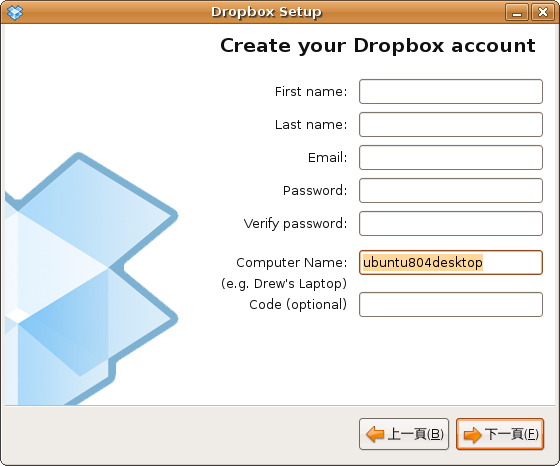 Dropbox Setup
Create your Dropbox account
First name:
Last name:
Email:
Password:
Verify password:
Computer Name: ubuntu804desktop
(e.g. Drew's Laptop)
Code (optional)
上一頁(B) 下一頁(F)